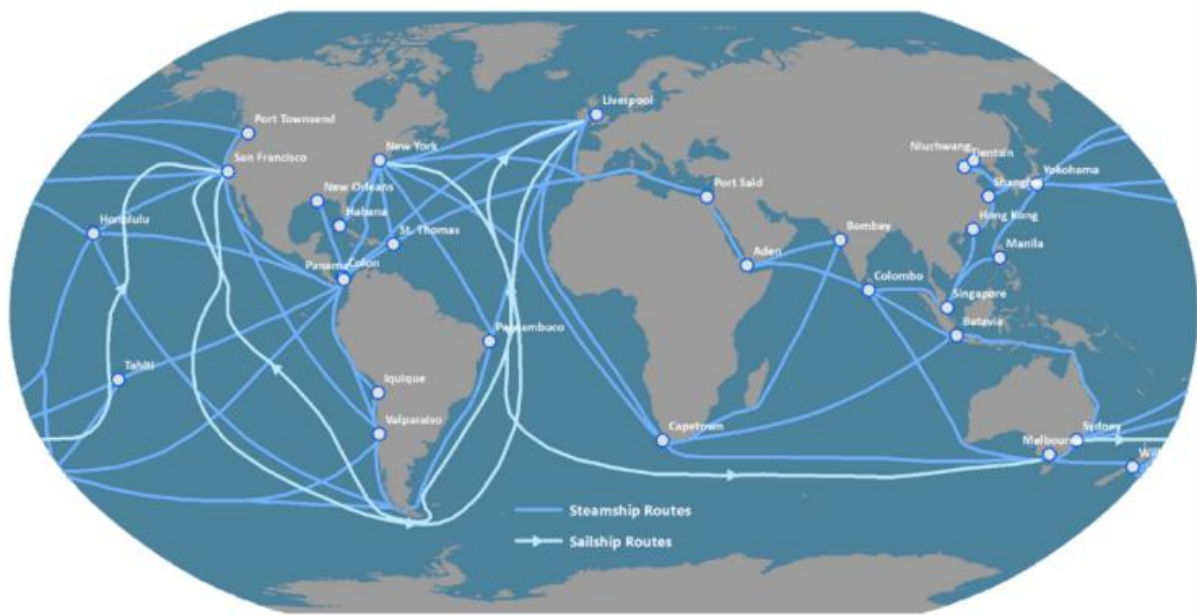 Liverpool
Port Townsend
New York
San Francisco
Niuchwang
Tientsin
Yokohama
New Orleans
Port Said
Shangha
Habana
Honolulu
Hong Kong
St. Thomas
Bombay
Manila
Aden
Panama
Colon
Colombo
Singapore
Batavia
Pernambuco
Tahiti
Iquique
Valparaiso
Capetown
Sydney
Melbourn
Steamship Routes
Sailship Routes